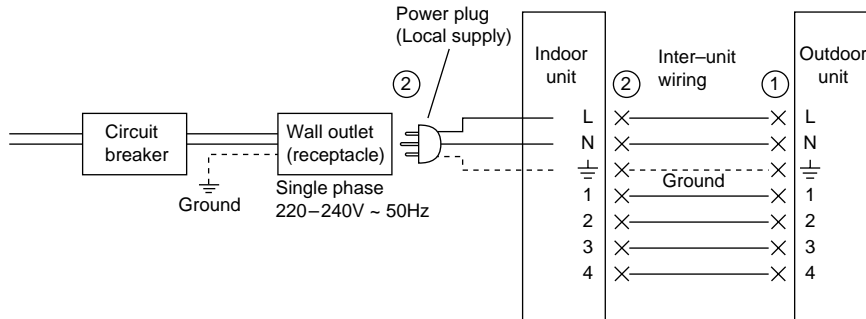 Power plug
(Local supply)
Indoor
unit
Inter–unit
wiring
Outdoor
unit
2
2
1
Circuit
breaker
Wall outlet
(receptacle)
Single phase
220–240V ~ 50Hz
Ground
L
N
1
2
3
4
Ground
L
N
1
2
3
4